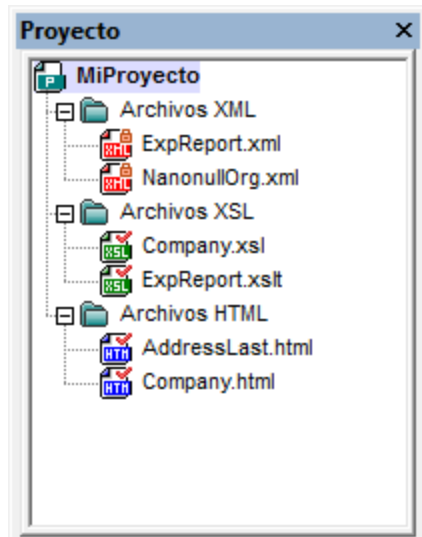 Proyecto
MiProyecto
Archivos XML
ExpReport.xml
NanonullOrg.xml
Archivos XSL
Company.xsl
ExpReport.xslt
Archivos HTML
AddressLast.html
Company.html